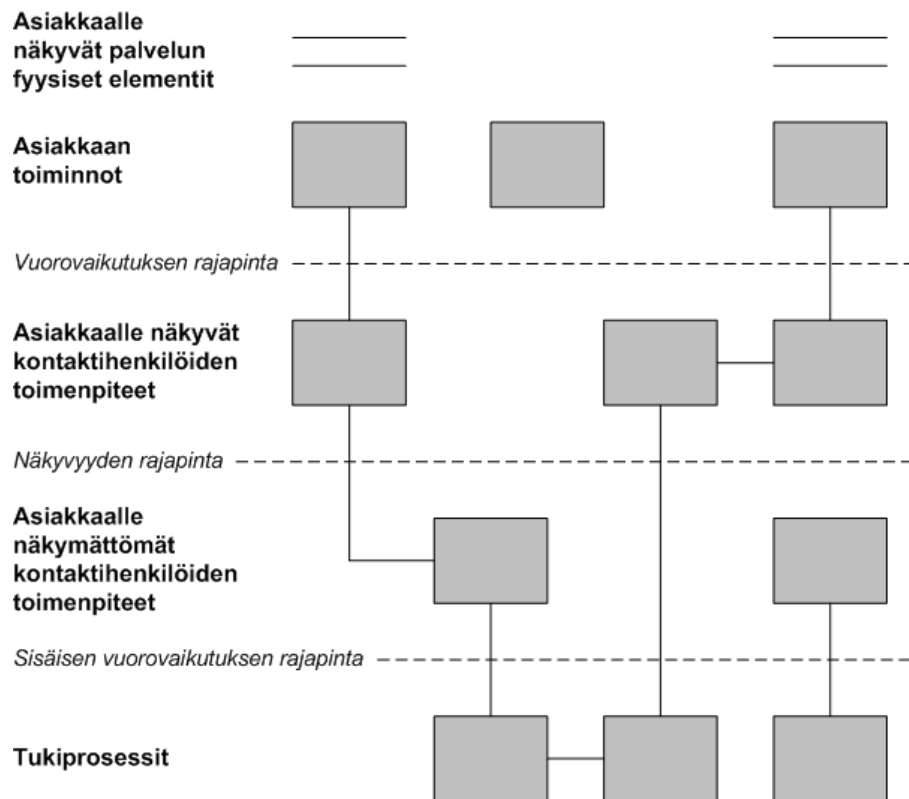 Asiakkaalle
näkyvät palvelun
fyysiset elementit
Asiakkaan
toiminnot
Vuorovaikutuksen rajapinta
Asiakkaalle näkyvät
kontaktihenkilöiden
toimenpiteet
Näkyvyyden rajapinta
Asiakkaalle
näkymättömät
kontaktihenkilöiden
toimenpiteet
Sisäisen vuorovaikutuksen rajapinta
Tukiprosessit